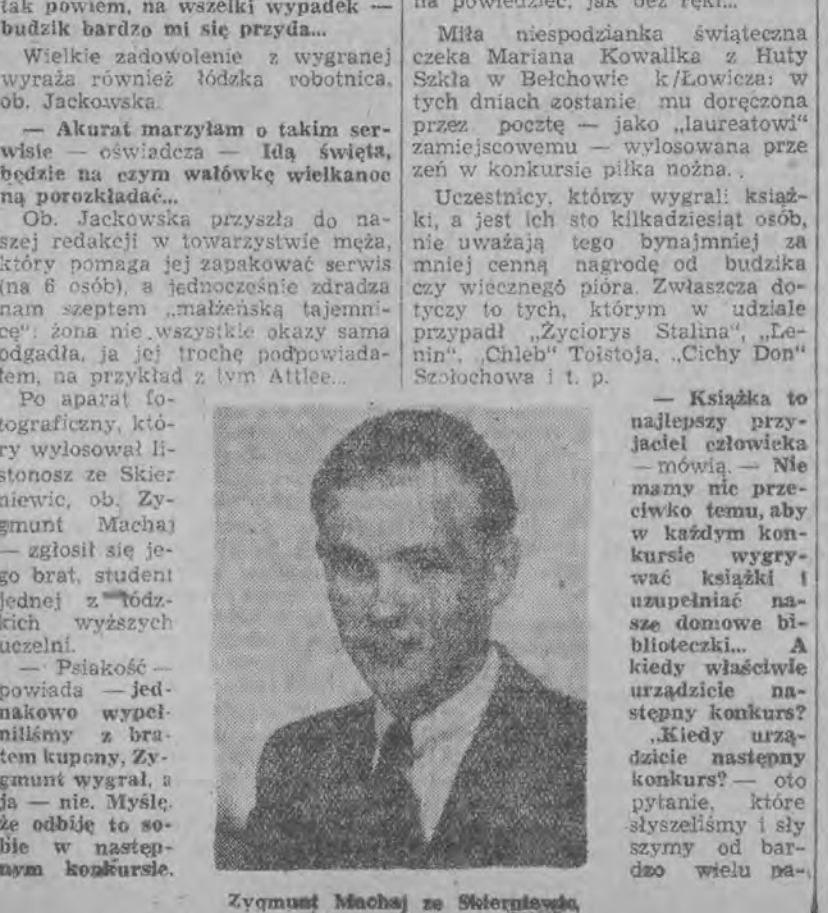 tak powiem, na wszelki wypadek —
budzik bardzo mi się przyda...
Wielkie zadowolenie z wygranej
wyraża również łódzka robotnica,
ob. Jackowska.
— Akurat marzyłam o takim ser-
wisie — oświadcza — Idą święta,
będzie na czym wałówkę wielkanoc
ną porozkładać...
Ob. Jackowska przyszła do na-
szej redakcji w towarzystwie męża,
który pomaga jej zapakować serwis
(na 6 osób), a jednocześnie zdradza
nam szeptem „małżeńską tajemni-
cę": żona nie wszystkie okazy sama
odgadła, ja jej trochę podpowiada-
łem, na przykład z tym Attlee...
Po aparat fo-
tograficzny, któ-
ry wylosował li-
stonosz ze Skier
niewic, ob. Zy-
gmunt Machaj
— zgłosił się je-
go brat, student
jednej z łódz-
kich wyższych
uczelni.
— Psiakość —
powiada — jed-
nakowo wypeł-
niliśmy z bra-
tem kupony, Zy-
gmunt wygrał, a
ja — nie. Myślę,
że odbiję to so-
bie w następ-
nym konkursie.
na powiedzieć, jak bez ręki...
Miła niespodzianka świąteczna
czeka Mariana Kowalika z Huty
Szkła w Bełchowie k/Łowicza: w
tych dniach zostanie mu doręczona
przez pocztę — jako „laureatowi"
zamiejscowemu — wylosowana prze
zeń w konkursie piłka nożna.
Uczestnicy, którzy wygrali książ-
ki, a jest ich sto kilkadziesiąt osób,
nie uważają tego bynajmniej za
mniej cenną nagrodę od budzika
czy wiecznego pióra. Zwłaszcza do-
tyczy to tych, którym w udziale
przypadł „Życiorys Stalina", „Le-
nin", „Chleb" Tołstoja, „Cichy Don"
Szołochowa i t. p.
— Książka to
najlepszy przy-
jaciel człowieka
— mówią. — Nie
mamy nic prze-
ciwko temu, aby
w każdym kon-
kursie wygry-
wać książki i
uzupełniać na-
sze domowe bi-
blioteczki... A
kiedy właściwie
urządzicie na-
stępny konkurs?
„Kiedy urzą-
dzicie następny
konkurs? — oto
pytanie, które
słyszeliśmy i sły
szymy od bar-
dzo wielu na-
Zygmunt Machaj ze Skierniewic